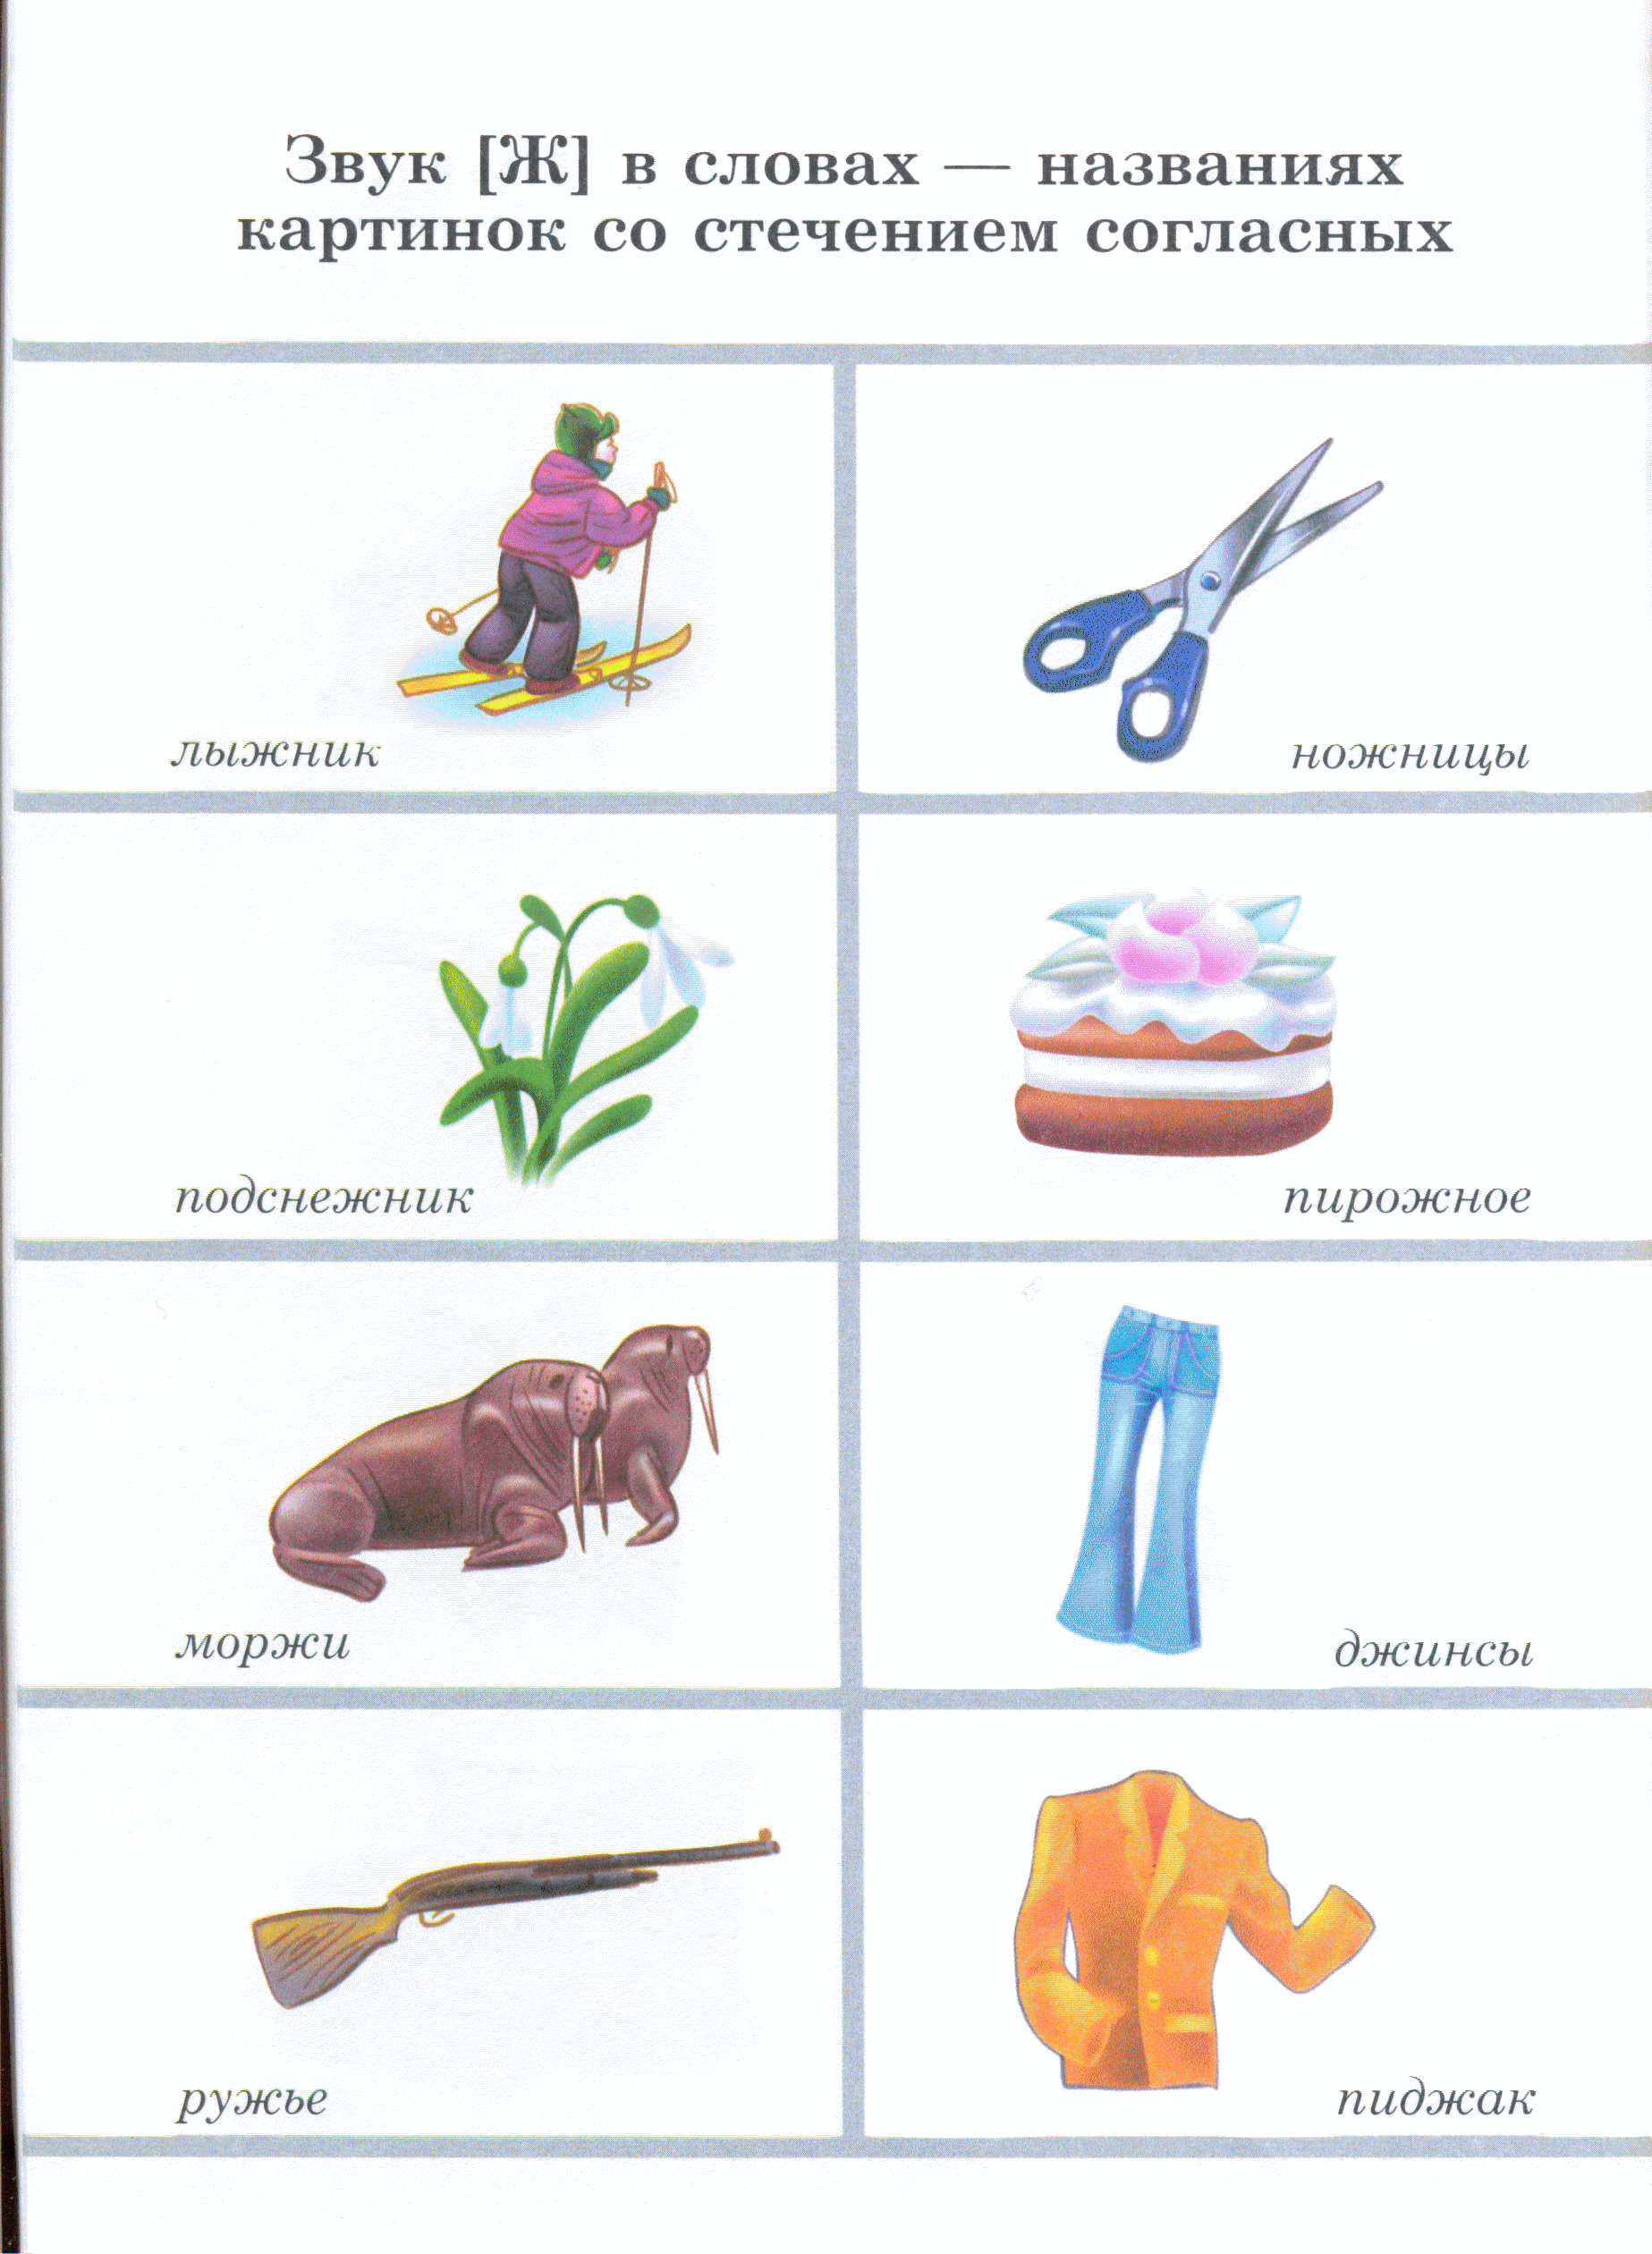 Звук [Ж] в словах — названиях
картинок со стечением согласных
лыжник
ножницы
подснежник
пирожное
моржи
джинсы
ружье
пиджак